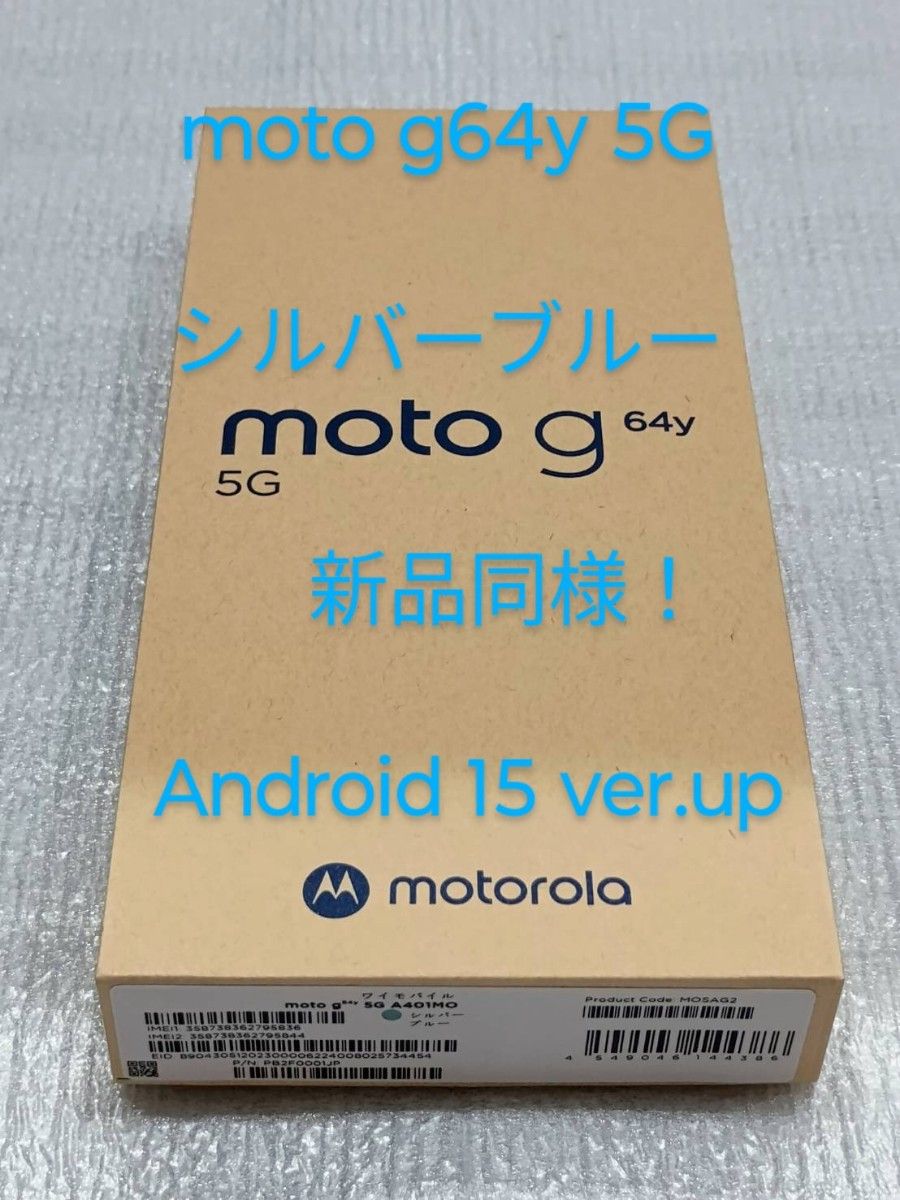 moto g64y 5G
シルバーブルー
moto g 64y
5G
新品同様！
Android 15 ver.up
motorola
ワイモバイル
moto g64y 5G A401MO
シルバー
ブルー
IMEI1: 358738362795836
IMEI2: 358738362795844
EID: 89043051202300006224008025734454
P/N: PB2F0001JP
Product Code: MOSAG2
4 549046 144386